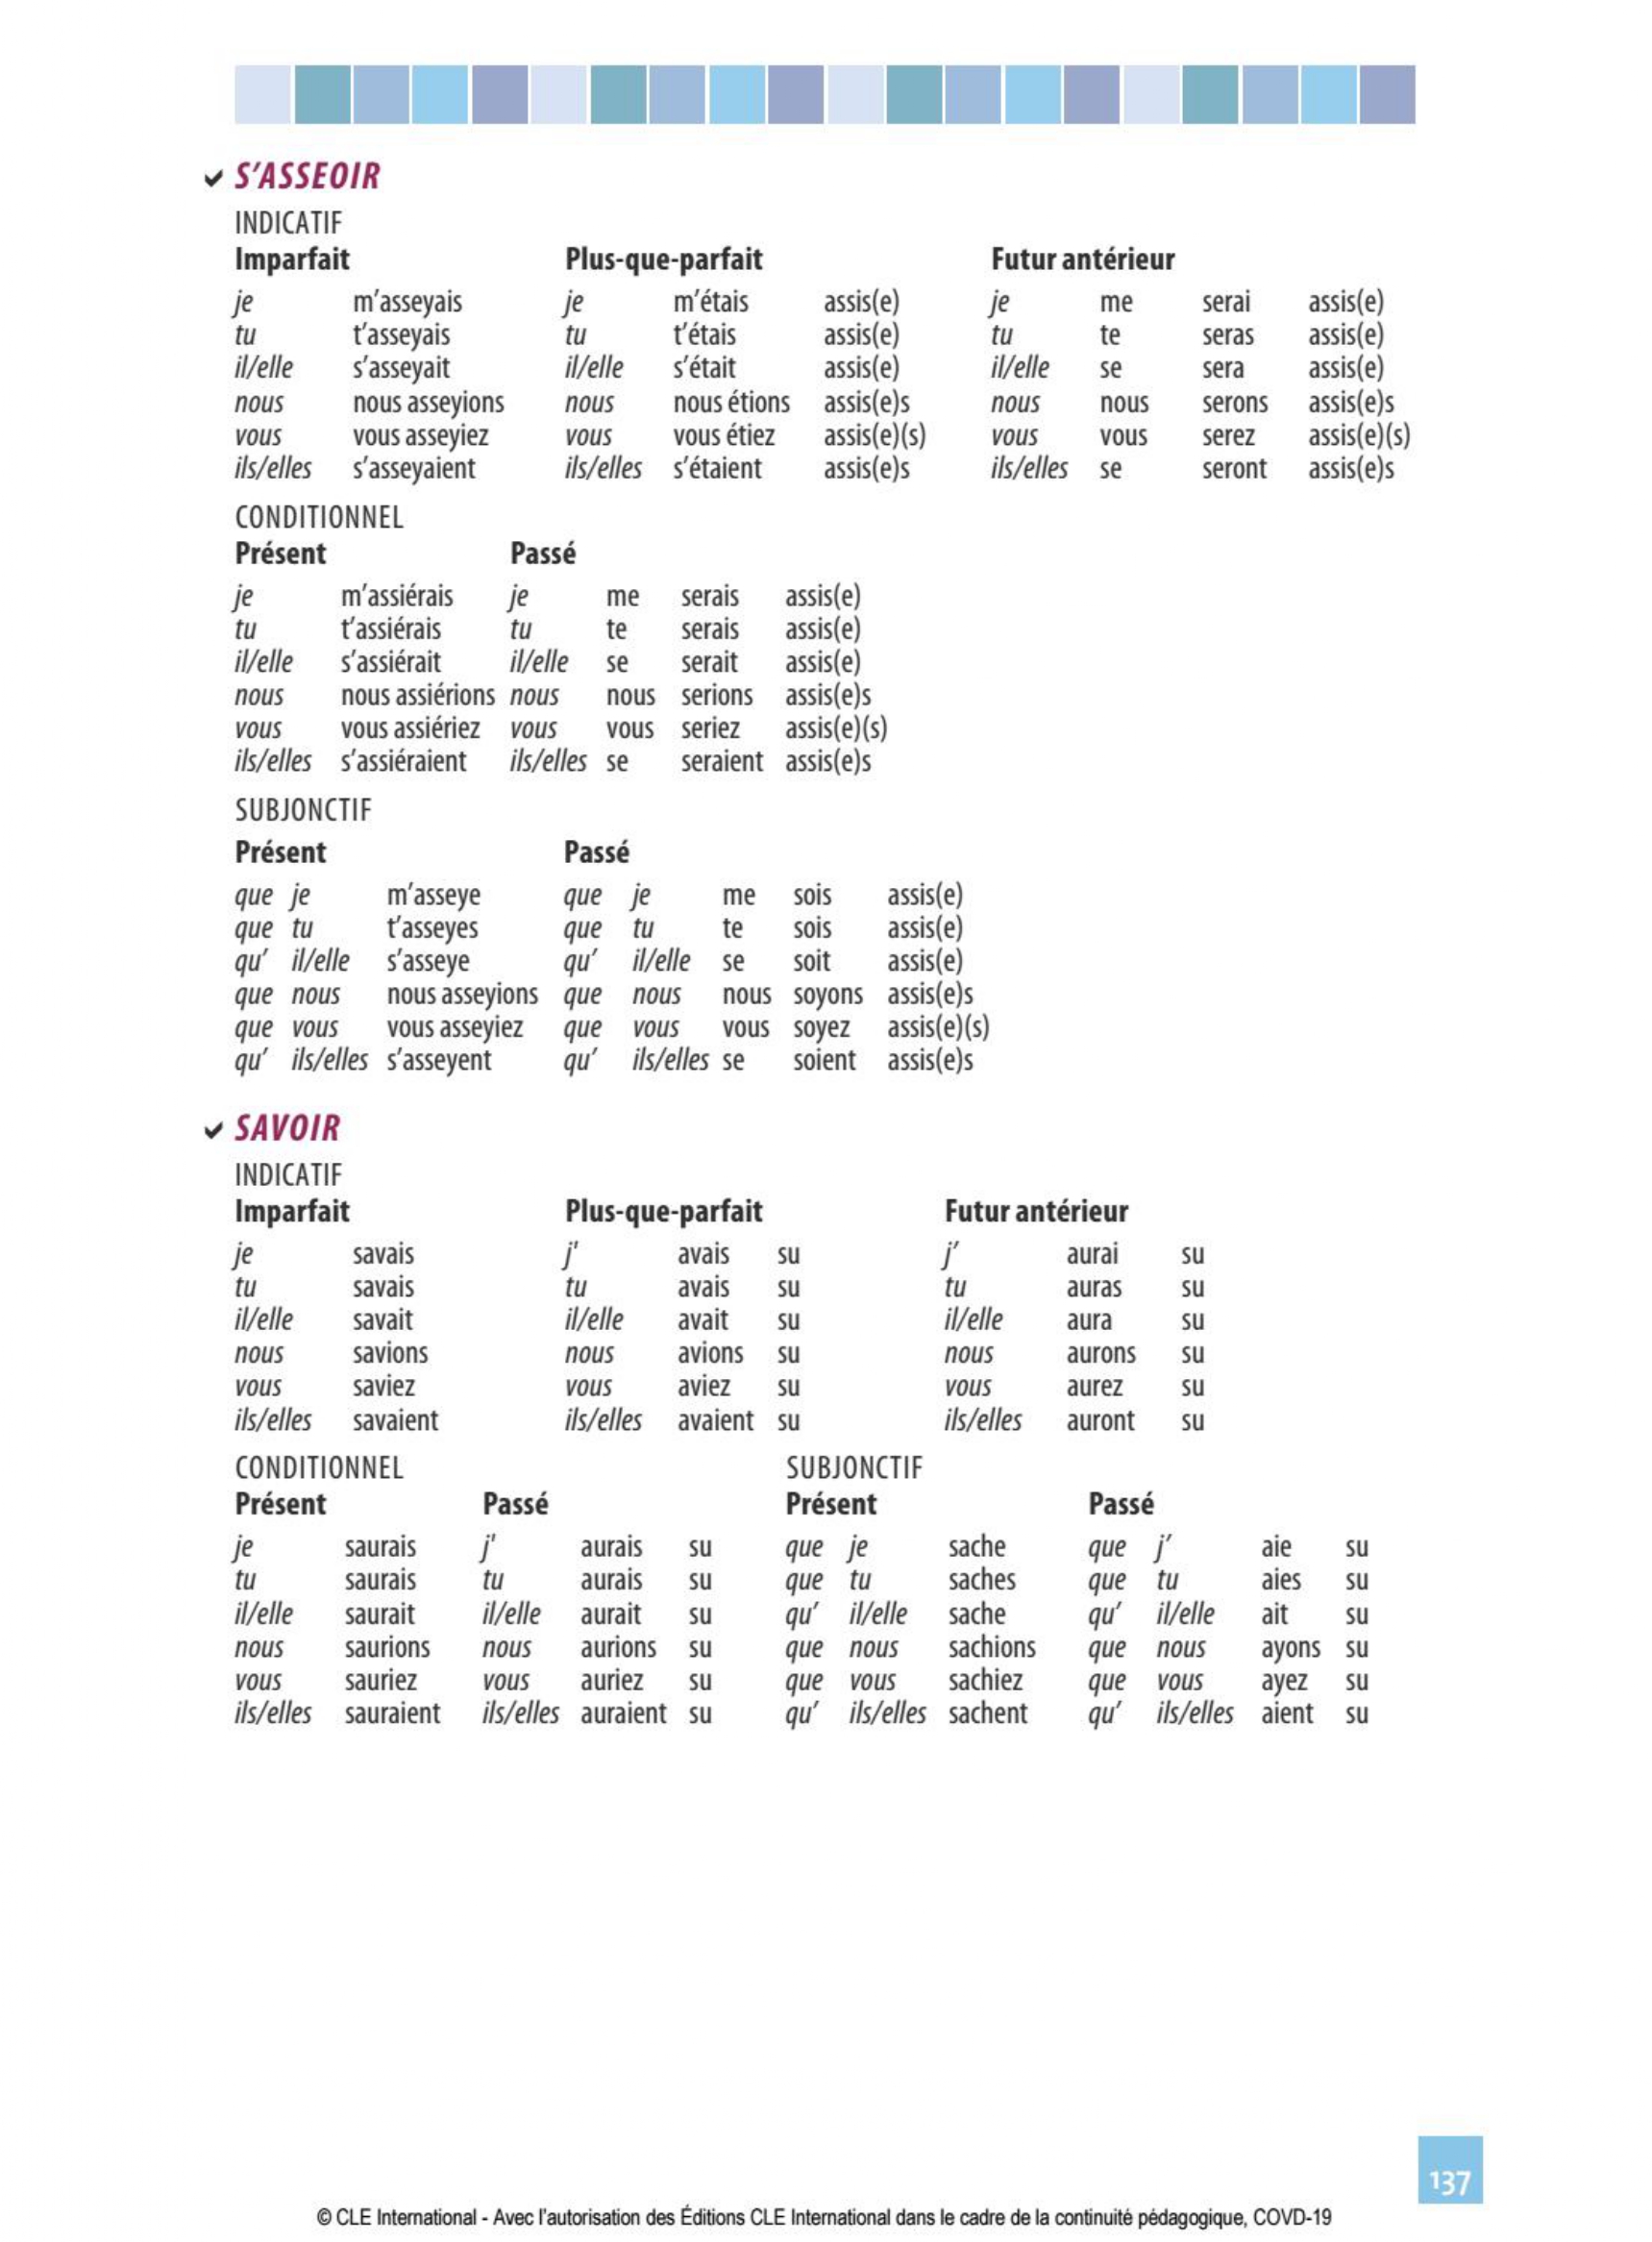 S'ASSEOIR
INDICATIF
Imparfait Plus-que-parfait Futur antérieur
je m'asseyais je m'étais assis(e) je me serai assis(e)
tu t'asseyais tu t'étais assis(e) tu te seras assis(e)
il/elle s'asseyait il/elle s'était assis(e) il/elle se sera assis(e)
nous nous asseyions nous nous étions assis(e)s nous nous serons assis(e)s
vous vous asseyiez vous vous étiez assis(e)(s) vous vous serez assis(e)(s)
ils/elles s'asseyaient ils/elles s'étaient assis(e)s ils/elles se seront assis(e)s
CONDITIONNEL
Présent Passé
je m'assiérais je me serais assis(e)
tu t'assiérais tu te serais assis(e)
il/elle s'assiérait il/elle se serait assis(e)
nous nous assiérions nous nous serions assis(e)s
vous vous assiériez vous vous seriez assis(e)(s)
ils/elles s'assiéraient ils/elles se seraient assis(e)s
SUBJONCTIF
Présent Passé
que je m'asseye que je me sois assis(e)
que tu t'asseyes que tu te sois assis(e)
qu' il/elle s'asseye qu' il/elle se soit assis(e)
que nous nous asseyions que nous nous soyons assis(e)s
que vous vous asseyiez que vous vous soyez assis(e)(s)
qu' ils/elles s'asseyent qu' ils/elles se soient assis(e)s
SAVOIR
INDICATIF
Imparfait Plus-que-parfait Futur antérieur
je savais j' avais su j' aurai su
tu savais tu avais su tu auras su
il/elle savait il/elle avait su il/elle aura su
nous savions nous avions su nous aurons su
vous saviez vous aviez su vous aurez su
ils/elles savaient ils/elles avaient su ils/elles auront su
CONDITIONNEL SUBJONCTIF
Présent Passé Présent Passé
je saurais j' aurais su que je sache que j' aie su
tu saurais tu aurais su que tu saches que tu aies su
il/elle saurait il/elle aurait su qu' il/elle sache qu' il/elle ait su
nous saurions nous aurions su que nous sachions que nous ayons su
vous sauriez vous auriez su que vous sachiez que vous ayez su
ils/elles sauraient ils/elles auraient su qu' ils/elles sachent qu' ils/elles aient su
137
© CLE International - Avec l'autorisation des Éditions CLE International dans le cadre de la continuité pédagogique, COVD-19